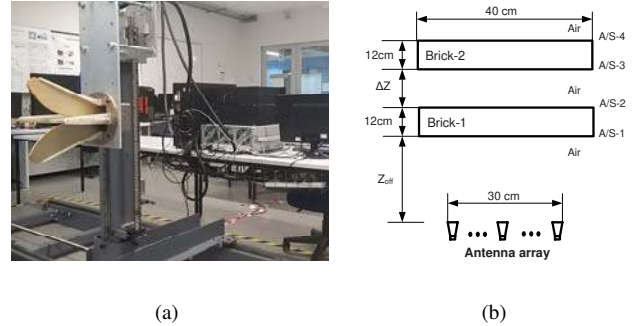 40 cm
Air
A/S-4
12cm
Brick-2
A/S-3
ΔZ
Air
A/S-2
12cm
Brick-1
A/S-1
Air
Zoff
30 cm
Antenna array
(a)
(b)